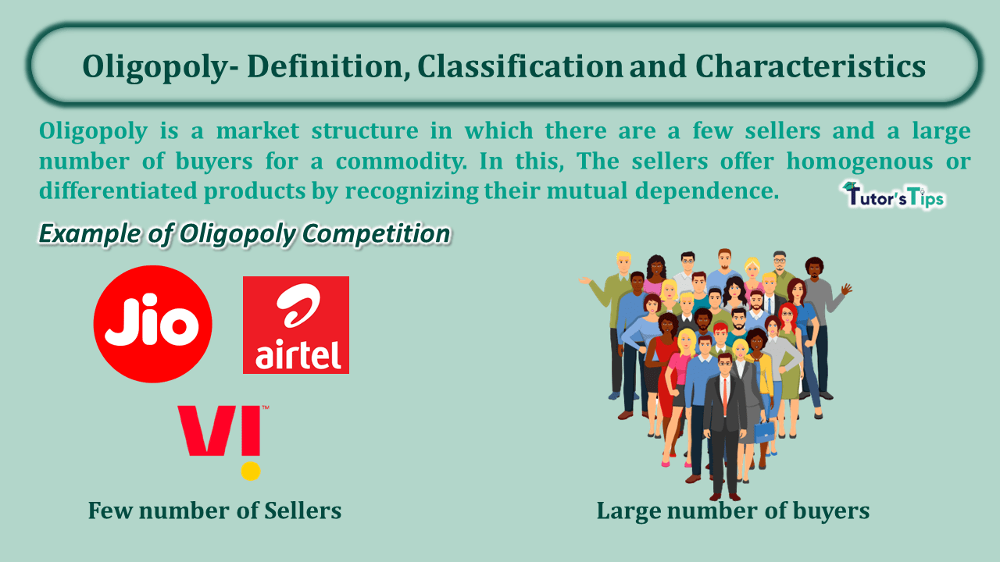 Oligopoly- Definition, Classification and Characteristics
Oligopoly is a market structure in which there are a few sellers and a large
number of buyers for a commodity. In this, The sellers offer homogenous or
differentiated products by recognizing their mutual dependence.
Tutor'sTips
Example of Oligopoly Competition
Jio
airtel
VI™
Few number of Sellers
Large number of buyers